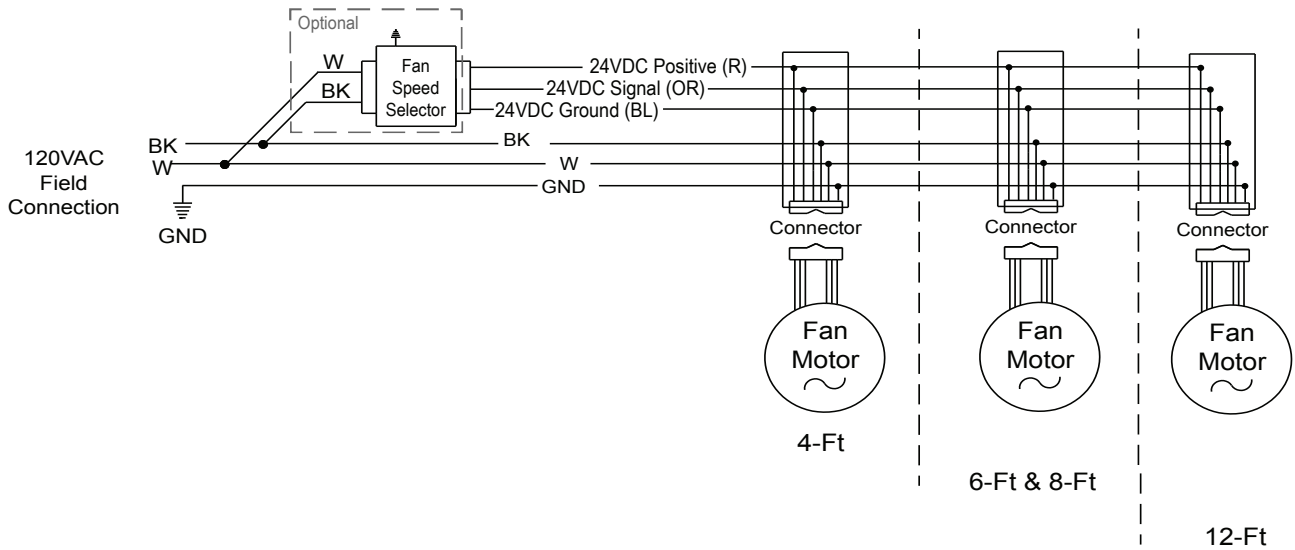 Optional
W
BK
Fan
Speed
Selector
24VDC Positive (R)
24VDC Signal (OR)
24VDC Ground (BL)
120VAC
Field
Connection
BK
W
GND
BK
W
GND
Connector
Connector
Connector
Fan
Motor
Fan
Motor
Fan
Motor
4-Ft
6-Ft & 8-Ft
12-Ft